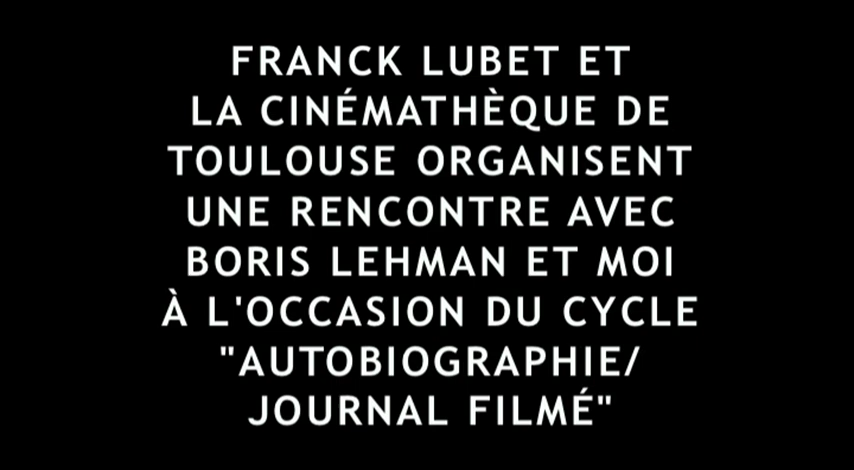 FRANCK LUBET ET
LA CINÉMATHÈQUE DE
TOULOUSE ORGANISENT
UNE RENCONTRE AVEC
BORIS LEHMAN ET MOI
À L'OCCASION DU CYCLE
"AUTOBIOGRAPHIE/
JOURNAL FILMÉ"